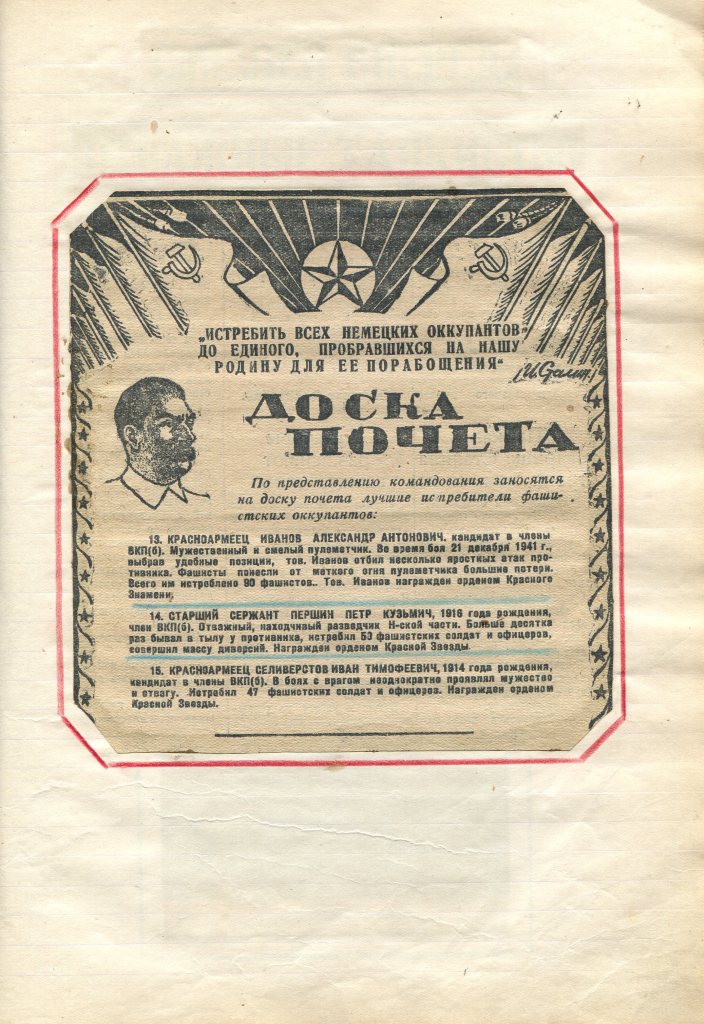 „ИСТРЕБИТЬ ВСЕХ НЕМЕЦКИХ ОККУПАНТОВ
ДО ЕДИНОГО, ПРОБРАВШИХСЯ НА НАШУ
РОДИНУ ДЛЯ ЕЕ ПОРАБОЩЕНИЯ“
(И. Сталин)
ДОСКА
ПОЧЕТА
По представлению командования заносятся
на доску почета лучшие истребители фаши-
стских оккупантов:
13. КРАСНОАРМЕЕЦ ИВАНОВ АЛЕКСАНДР АНТОНОВИЧ, кандидат в члены
ВКП(б). Мужественный и смелый пулеметчик. Во время боя 21 декабря 1941 г.,
выбрав удобные позиции, тов. Иванов отбил несколько яростных атак про-
тивника. Фашисты понесли от меткого огня пулеметчика большие потери.
Всего им истреблено 90 фашистов.. Тов. Иванов награжден орденом Красного
Знамени.
14. СТАРШИЙ СЕРЖАНТ ПЕРШИН ПЕТР КУЗЬМИЧ, 1916 года рождения,
член ВКП(б). Отважный, находчивый разведчик Н-ской части. Больше десятка
раз бывал в тылу у противника, истребил 53 фашистских солдат и офицеров,
совершил массу диверсий. Награжден орденом Красной Звезды.
15. КРАСНОАРМЕЕЦ СЕЛИВЕРСТОВ ИВАН ТИМОФЕЕВИЧ, 1914 года рождения,
кандидат в члены ВКП(б). В боях с врагом неоднократно проявлял мужество
и отвагу. Истребил 47 фашистских солдат и офицеров. Награжден орденом
Красной Звезды.